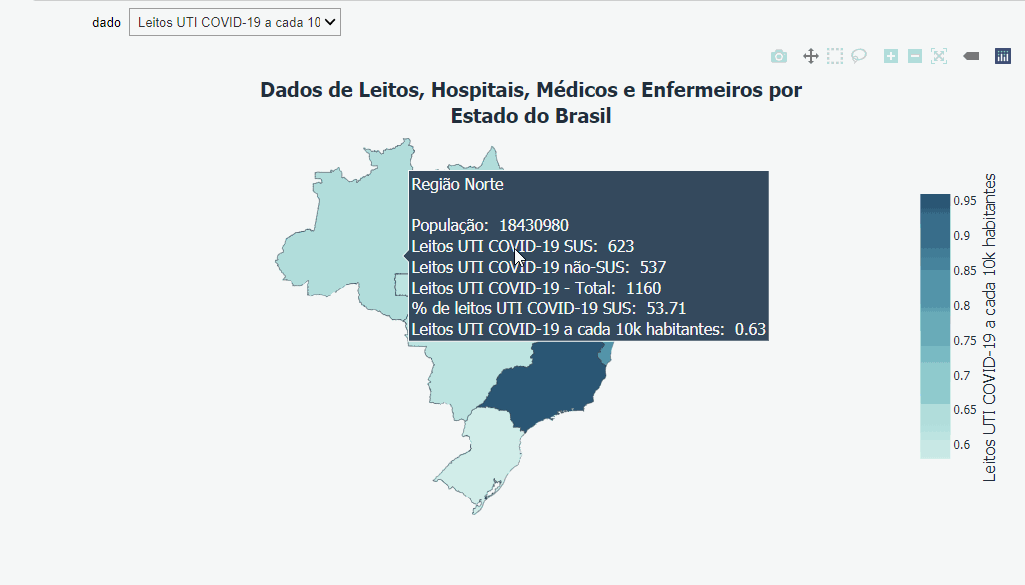 dado
Leitos UTI COVID-19 a cada 10
Dados de Leitos, Hospitais, Médicos e Enfermeiros por
Estado do Brasil
Região Norte
População: 18430980
Leitos UTI COVID-19 SUS: 623
Leitos UTI COVID-19 não-SUS: 537
Leitos UTI COVID-19 - Total: 1160
% de leitos UTI COVID-19 SUS: 53.71
Leitos UTI COVID-19 a cada 10k habitantes: 0.63
0.95
0.9
0.85
0.8
0.75
0.7
0.65
0.6
Leitos UTI COVID-19 a cada 10k habitantes